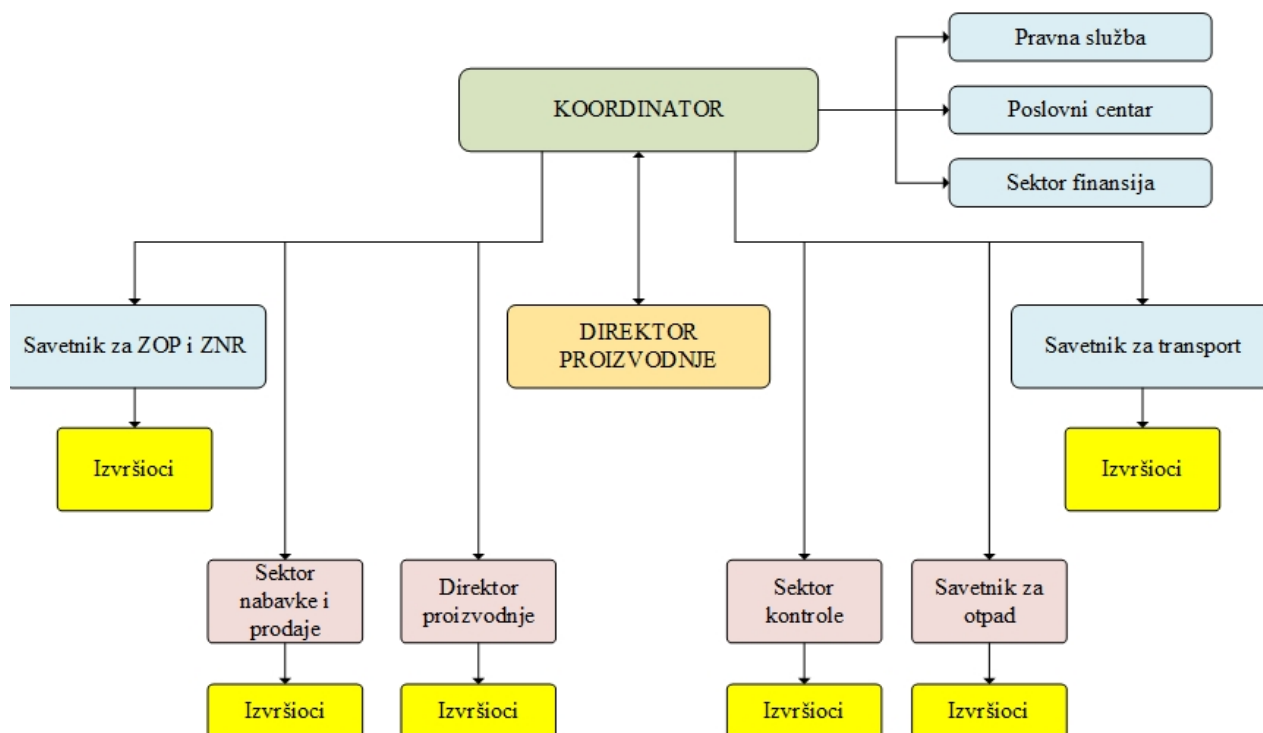 Pravna služba
KOORDINATOR
Poslovni centar
Sektor finansija
Savetnik za ZOP i ZNR
DIREKTOR
PROIZVODNJE
Savetnik za transport
Izvršioci
Izvršioci
Sektor
nabavke i
prodaje
Direktor
proizvodnje
Sektor
kontrole
Savetnik za
otpad
Izvršioci
Izvršioci
Izvršioci
Izvršioci